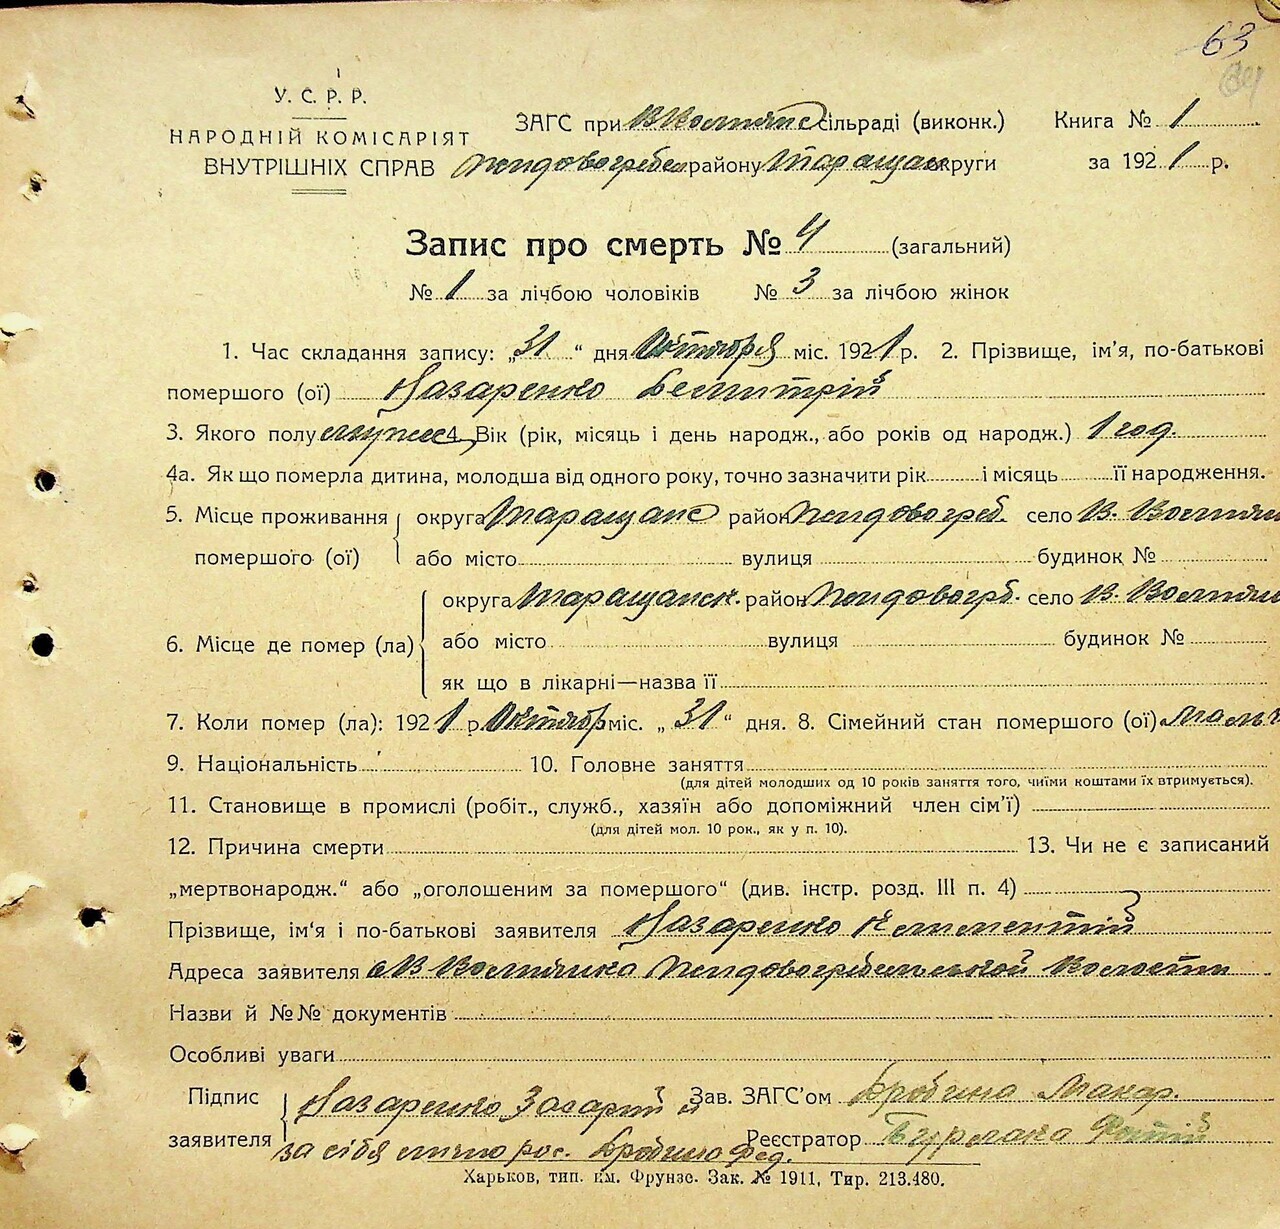 63
64
У. С. Р. Р.
НАРОДНІЙ КОМІСАРІЯТ
ВНУТРІШНІХ СПРАВ
ЗАГС при сільраді (виконк.) Книга № 1
району Таращан округи за 1921 р.
Запис про смерть № 4 (загальний)
№ 1 за лічбою чоловіків № 3 за лічбою жінок
1. Час складання запису: „31“ дня Октября міс. 1921 р. 2. Прізвище, ім’я, по-батькові
помершого (ої) Назаренко
3. Якого полу мужс 4. Вік (рік, місяць і день народж., або років од народж.) 1 год.
4а. Як що померла дитина, молодша від одного року, точно зазначити рік і місяць її народження.
5. Місце проживання округа Таращанс район село В.
помершого (ої) або місто вулиця будинок №
округа Таращанск. район село В.
6. Місце де помер (ла) або місто вулиця будинок №
як що в лікарні—назва її
7. Коли помер (ла): 1921 р. Октябр міс. „31“ дня. 8. Сімейний стан помершого (ої)
9. Національність 10. Головне заняття
(для дітей молодших од 10 років заняття того, чиїми коштами їх втримується).
11. Становище в промислі (робіт., служб., хазяїн або допоміжний член сім’ї)
(для дітей мол. 10 рок., як у п. 10).
12. Причина смерти 13. Чи не є записаний
„мертвонародж.“ або „оголошеним за помершого“ (див. інстр. розд. III п. 4)
Прізвище, ім‘я і по-батькові заявителя Назаренко
Адреса заявителя
Назви й №№ документів
Особливі уваги
Підпис Назаренко Зав. ЗАГС’ом Макар.
заявителя за сібя Реєстратор Бурлака
Харьков, тип. им. Фрунзе. Зак. № 1911, Тир. 213.480.